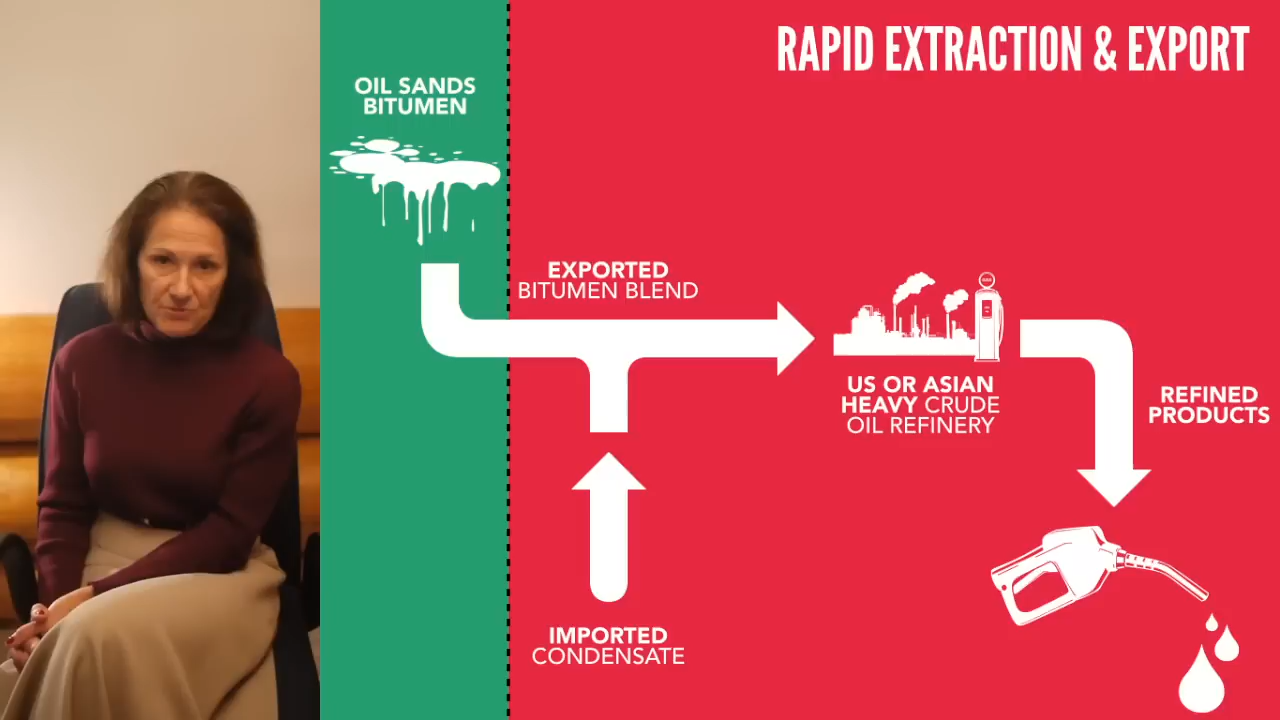 RAPID EXTRACTION & EXPORT
OIL SANDS
BITUMEN
EXPORTED
BITUMEN BLEND
US OR ASIAN
HEAVY CRUDE
OIL REFINERY
REFINED
PRODUCTS
IMPORTED
CONDENSATE